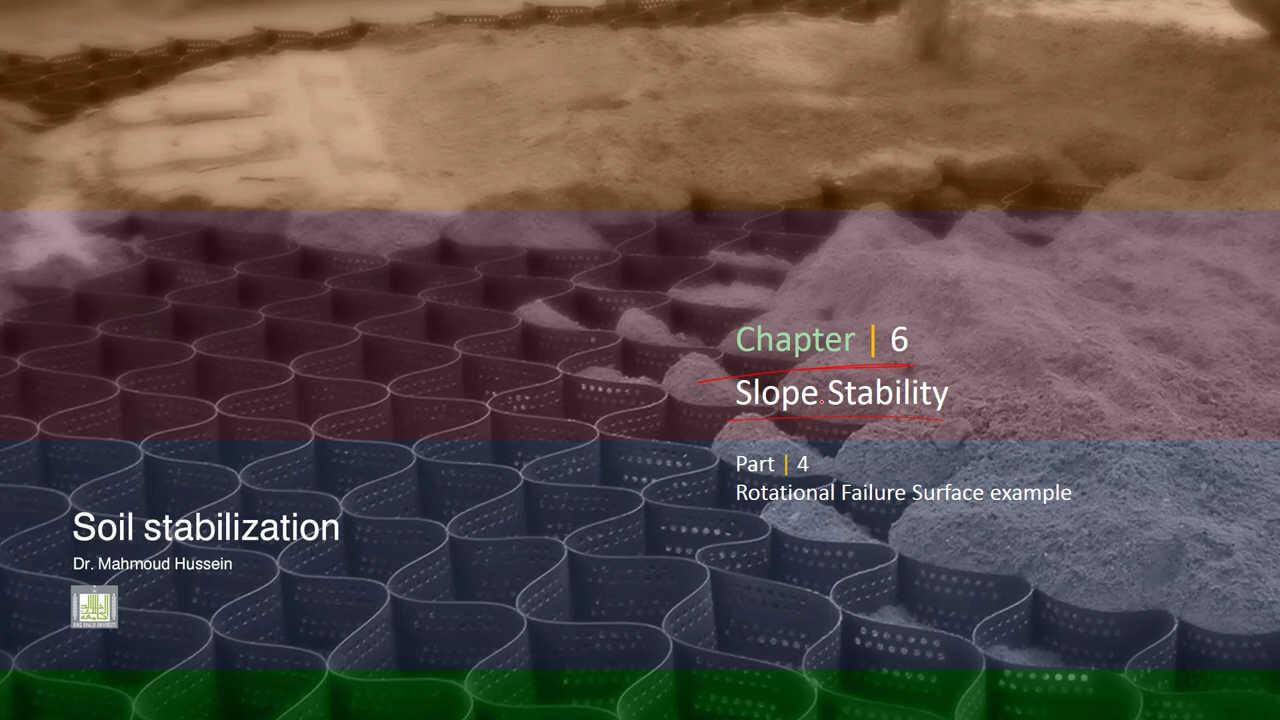 Chapter | 6
Slope Stability
Part | 4
Rotational Failure Surface example
Soil stabilization
Dr. Mahmoud Hussein